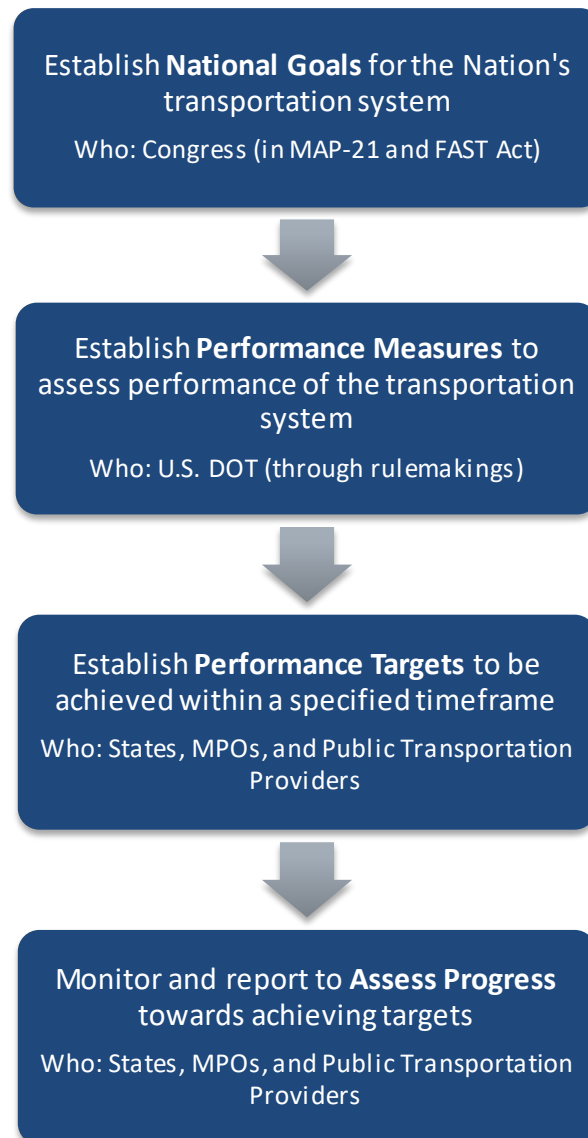 Establish National Goals for the Nation's
transportation system
Who: Congress (in MAP-21 and FAST Act)
Establish Performance Measures to
assess performance of the transportation
system
Who: U.S. DOT (through rulemakings)
Establish Performance Targets to be
achieved within a specified timeframe
Who: States, MPOs, and Public Transportation
Providers
Monitor and report to Assess Progress
towards achieving targets
Who: States, MPOs, and Public Transportation
Providers